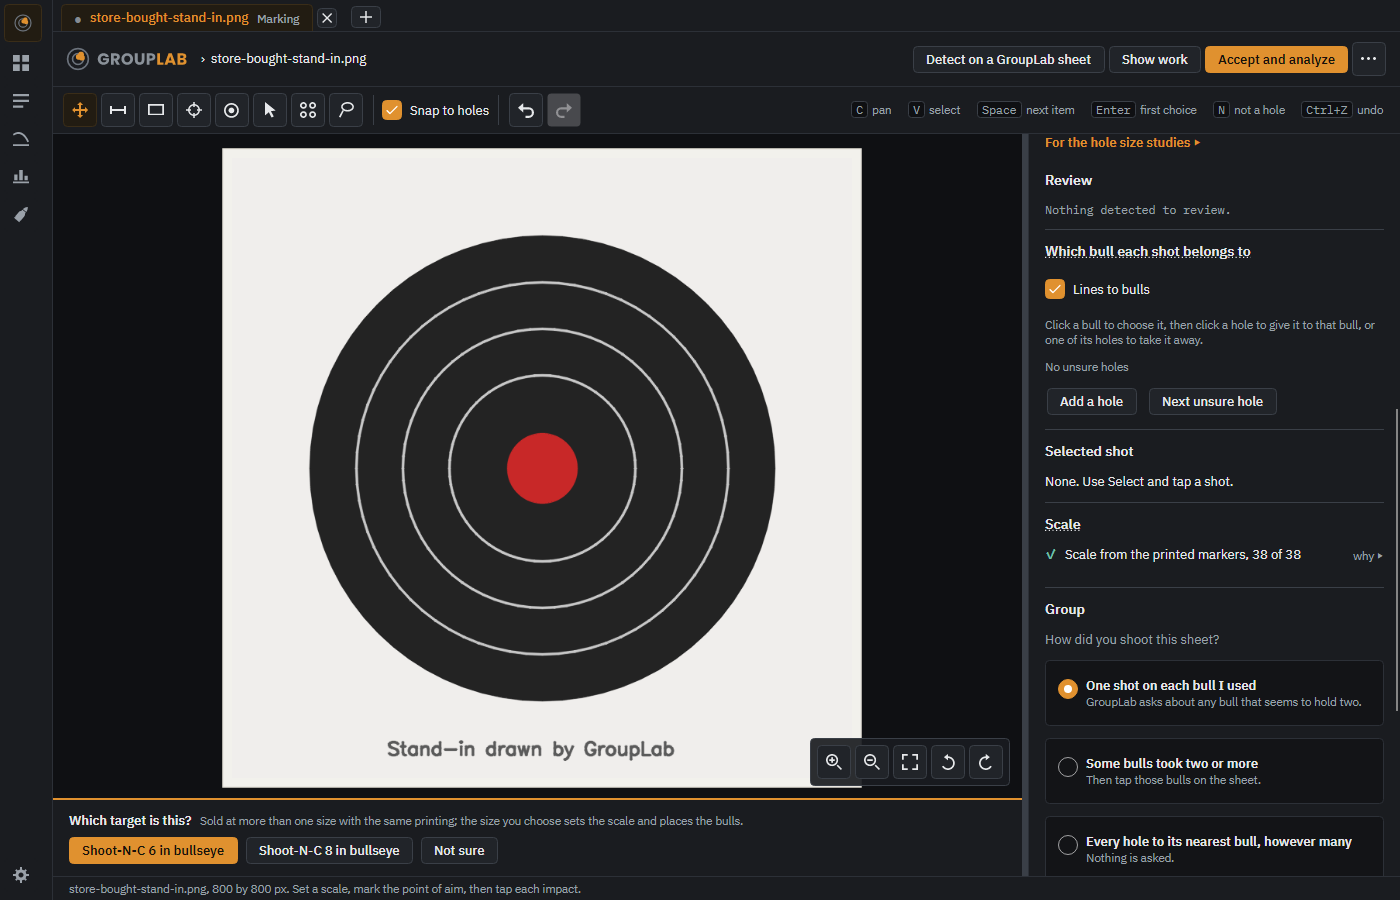 store-bought-stand-in.png Marking
GROUPLAB › store-bought-stand-in.png
Detect on a GroupLab sheet
Show work
Accept and analyze
Snap to holes
C pan
V select
Space next item
Enter first choice
N not a hole
Ctrl+Z undo
For the hole size studies
Review
Nothing detected to review.
Which bull each shot belongs to
Lines to bulls
Click a bull to choose it, then click a hole to give it to that bull, or
one of its holes to take it away.
No unsure holes
Add a hole
Next unsure hole
Selected shot
None. Use Select and tap a shot.
Scale
Scale from the printed markers, 38 of 38
why
Group
How did you shoot this sheet?
One shot on each bull I used
GroupLab asks about any bull that seems to hold two.
Some bulls took two or more
Then tap those bulls on the sheet.
Every hole to its nearest bull, however many
Nothing is asked.
Stand-in drawn by GroupLab
Which target is this? Sold at more than one size with the same printing; the size you choose sets the scale and places the bulls.
Shoot-N-C 6 in bullseye
Shoot-N-C 8 in bullseye
Not sure
store-bought-stand-in.png, 800 by 800 px. Set a scale, mark the point of aim, then tap each impact.